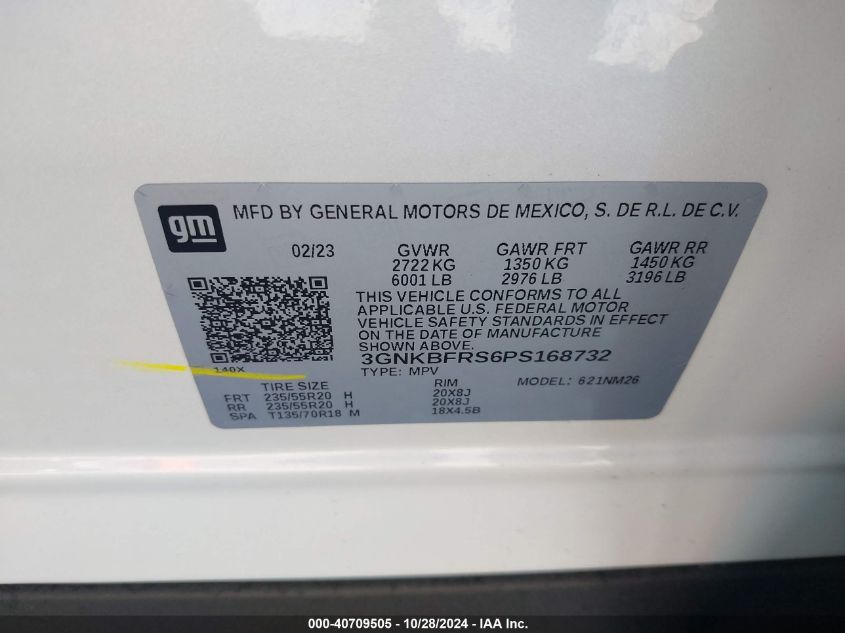 gm MFD BY GENERAL MOTORS DE MEXICO, S. DE R.L. DE C.V.
02/23 GVWR GAWR FRT GAWR RR
2722 KG 1350 KG 1450 KG
6001 LB 2976 LB 3196 LB
THIS VEHICLE CONFORMS TO ALL
APPLICABLE U.S. FEDERAL MOTOR
VEHICLE SAFETY STANDARDS IN EFFECT
ON THE DATE OF MANUFACTURE
SHOWN ABOVE.
3GNKBFRS6PS168732
140X TYPE: MPV MODEL: 621NM26
TIRE SIZE RIM
FRT 235/55R20 H 20X8J
RR 235/55R20 H 20X8J
SPA T135/70R18 M 18X4.5B
000-40709505 - 10/28/2024 - IAA Inc.